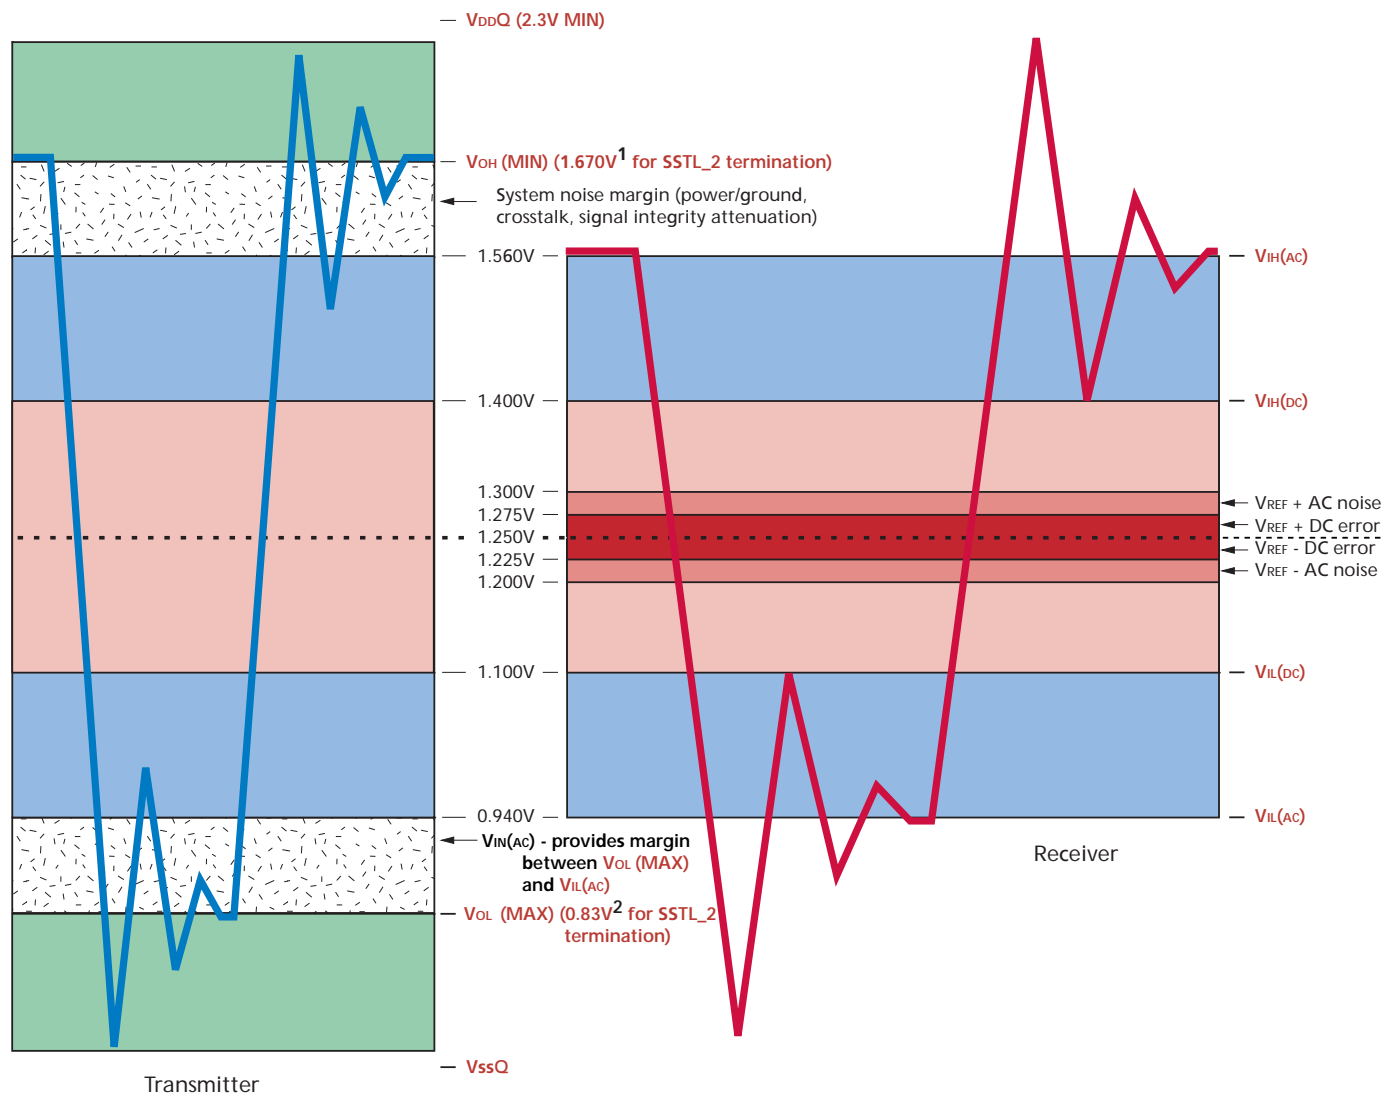 VDDQ (2.3V MIN)
VOH (MIN) (1.670V1 for SSTL_2 termination)
System noise margin (power/ground,
crosstalk, signal integrity attenuation)
1.560V
VIH(AC)
1.400V
VIH(DC)
1.300V
VREF + AC noise
1.275V
VREF + DC error
1.250V
VREF - DC error
1.225V
VREF - AC noise
1.200V
1.100V
VIL(DC)
0.940V
VIL(AC)
VIN(AC) - provides margin
between VOL (MAX)
and VIL(AC)
Receiver
VOL (MAX) (0.83V2 for SSTL_2
termination)
VssQ
Transmitter